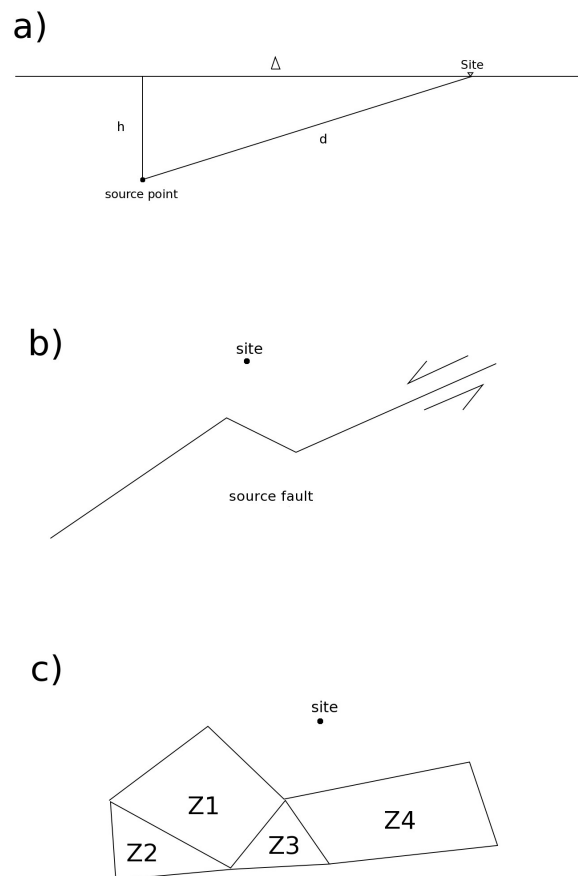 a)
Δ
Site
h
d
source point
b)
site
source fault
c)
site
Z1
Z4
Z3
Z2